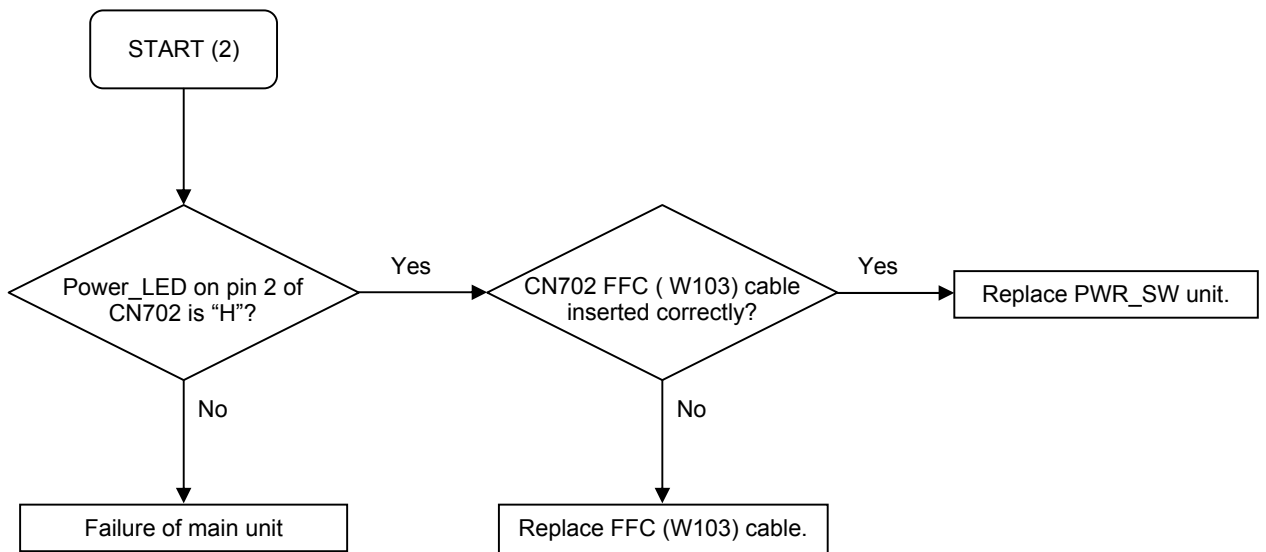 START (2)
Power_LED on pin 2 of
CN702 is “H”?
Yes
CN702 FFC ( W103) cable
inserted correctly?
Yes
Replace PWR_SW unit.
No
No
Failure of main unit
Replace FFC (W103) cable.